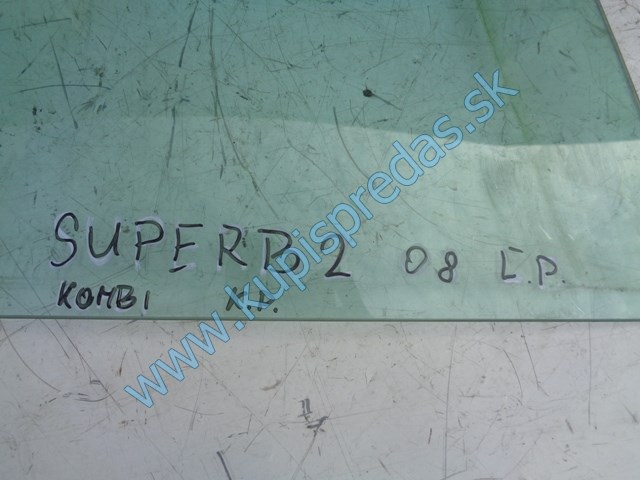 SUPERB 2 08 Ľ.P.
KOMBI
www.kupispredas.sk